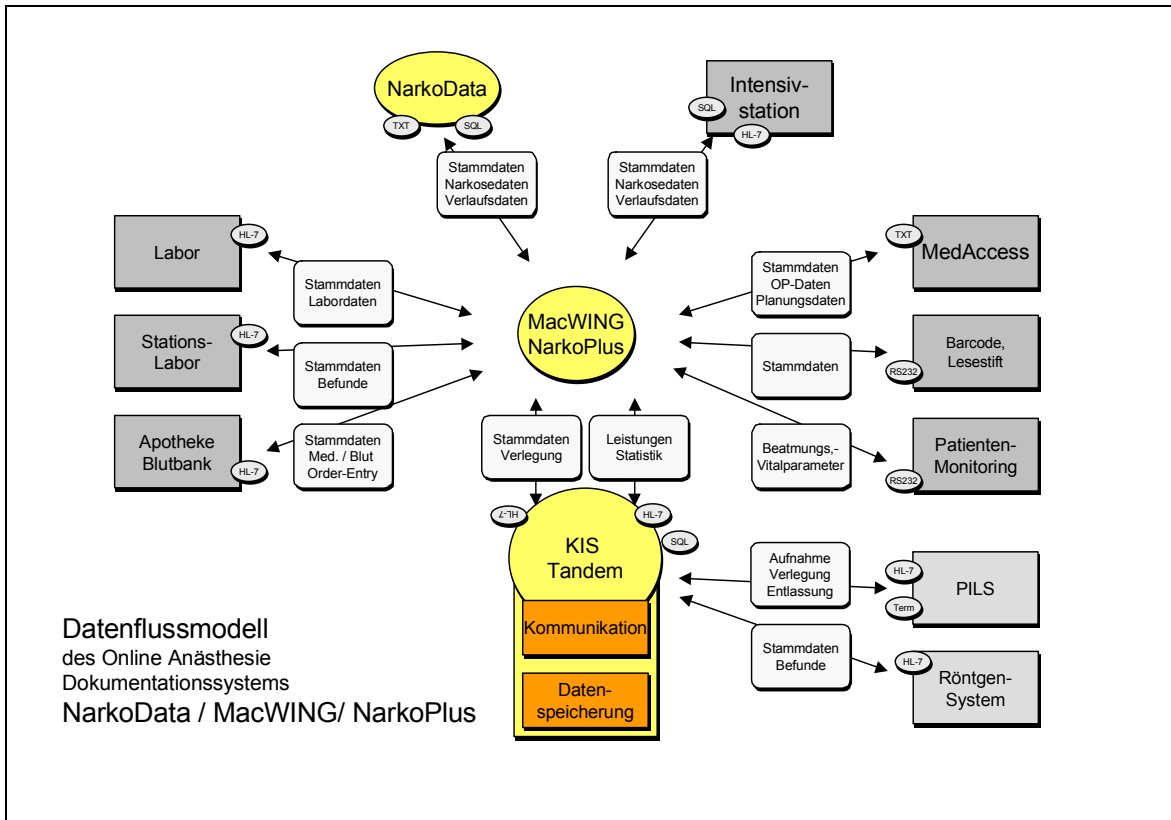 NarkoData
TXT
SQL
Intensiv-
station
SQL
HL-7
Stammdaten
Narkosedaten
Verlaufsdaten
Stammdaten
Narkosedaten
Verlaufsdaten
Labor
HL-7
Stammdaten
Labordaten
TXT
MedAccess
Stammdaten
OP-Daten
Planungsdaten
MacWING
NarkoPlus
Stations-
Labor
HL-7
Stammdaten
Befunde
Stammdaten
Barcode,
Lesestift
RS232
Apotheke
Blutbank
HL-7
Stammdaten
Med. / Blut
Order-Entry
Stammdaten
Verlegung
Leistungen
Statistik
Beatmungs,-
Vitalparameter
Patienten-
Monitoring
RS232
HL-7
HL-7
SQL
KIS
Tandem
Kommunikation
Daten-
speicherung
Aufnahme
Verlegung
Entlassung
HL-7
Term
PILS
Stammdaten
Befunde
HL-7
Röntgen-
System
Datenflussmodell
des Online Anästhesie
Dokumentationssystems
NarkoData / MacWING/ NarkoPlus